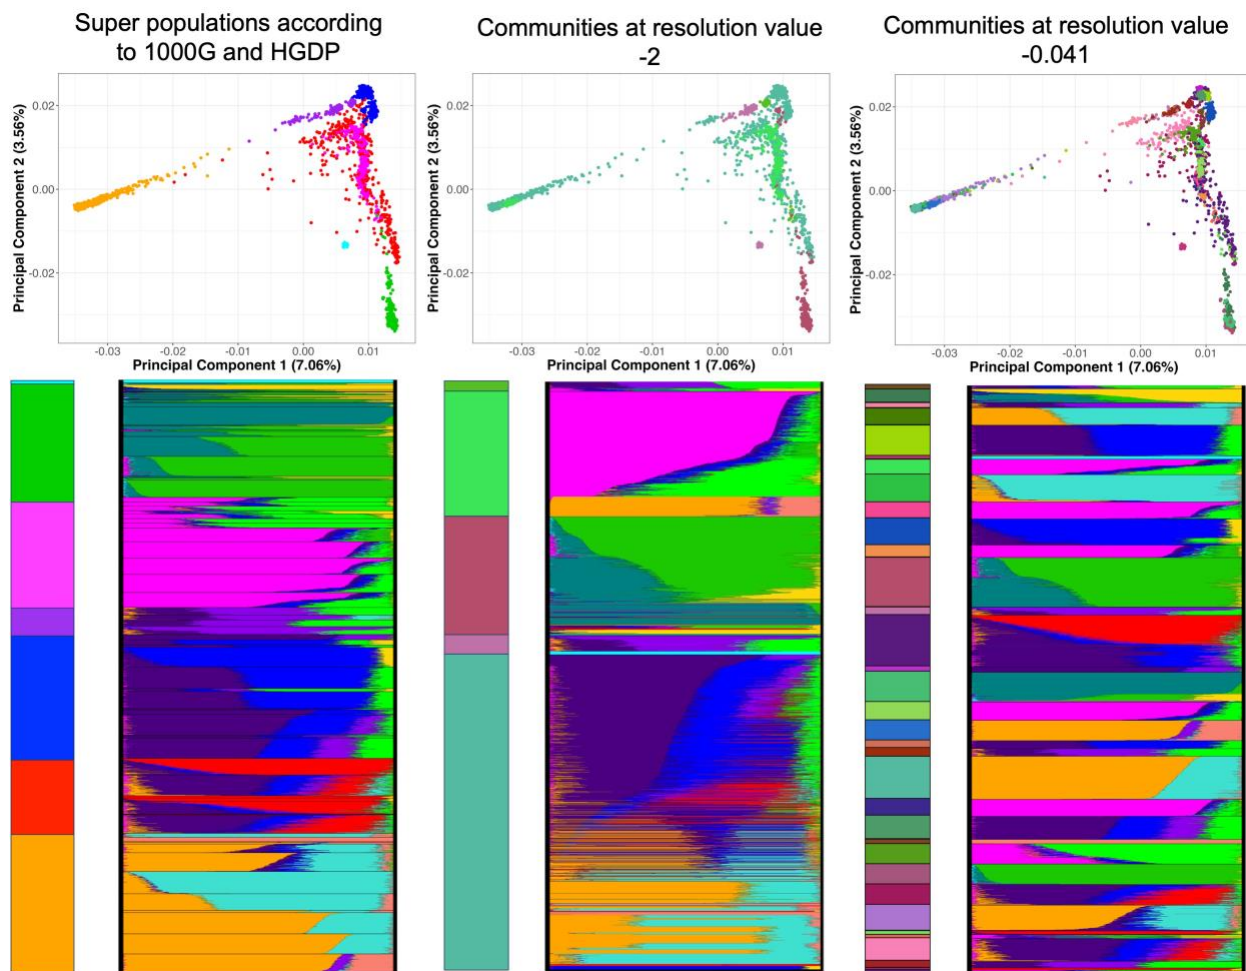 Super populations according
to 1000G and HGDP
Communities at resolution value
-2
Communities at resolution value
-0.041
Principal Component 2 (3.56%)
0.02
0.00
-0.02
-0.03
-0.02
-0.01
0.00
0.01
Principal Component 1 (7.06%)
Principal Component 2 (3.56%)
0.02
0.00
-0.02
-0.03
-0.02
-0.01
0.00
0.01
Principal Component 1 (7.06%)
Principal Component 2 (3.56%)
0.02
0.00
-0.02
-0.03
-0.02
-0.01
0.00
0.01
Principal Component 1 (7.06%)